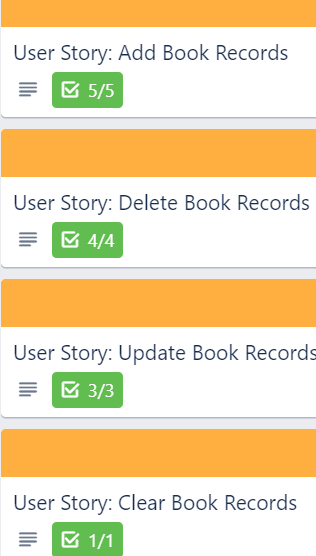 User Story: Add Book Records
5/5
User Story: Delete Book Records
4/4
User Story: Update Book Records
3/3
User Story: Clear Book Records
1/1